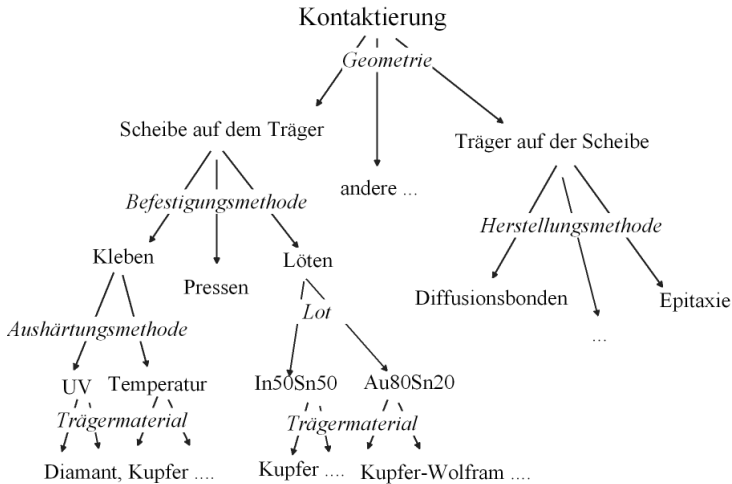 Kontaktierung
Geometrie
Scheibe auf dem Träger
Träger auf der Scheibe
andere ...
Befestigungsmethode
Herstellungsmethode
Kleben
Pressen
Löten
Diffusionsbonden
...
Epitaxie
Aushärtungsmethode
Lot
UV
Temperatur
In50Sn50
Au80Sn20
Trägermaterial
Trägermaterial
Diamant, Kupfer ....
Kupfer ....
Kupfer-Wolfram ....